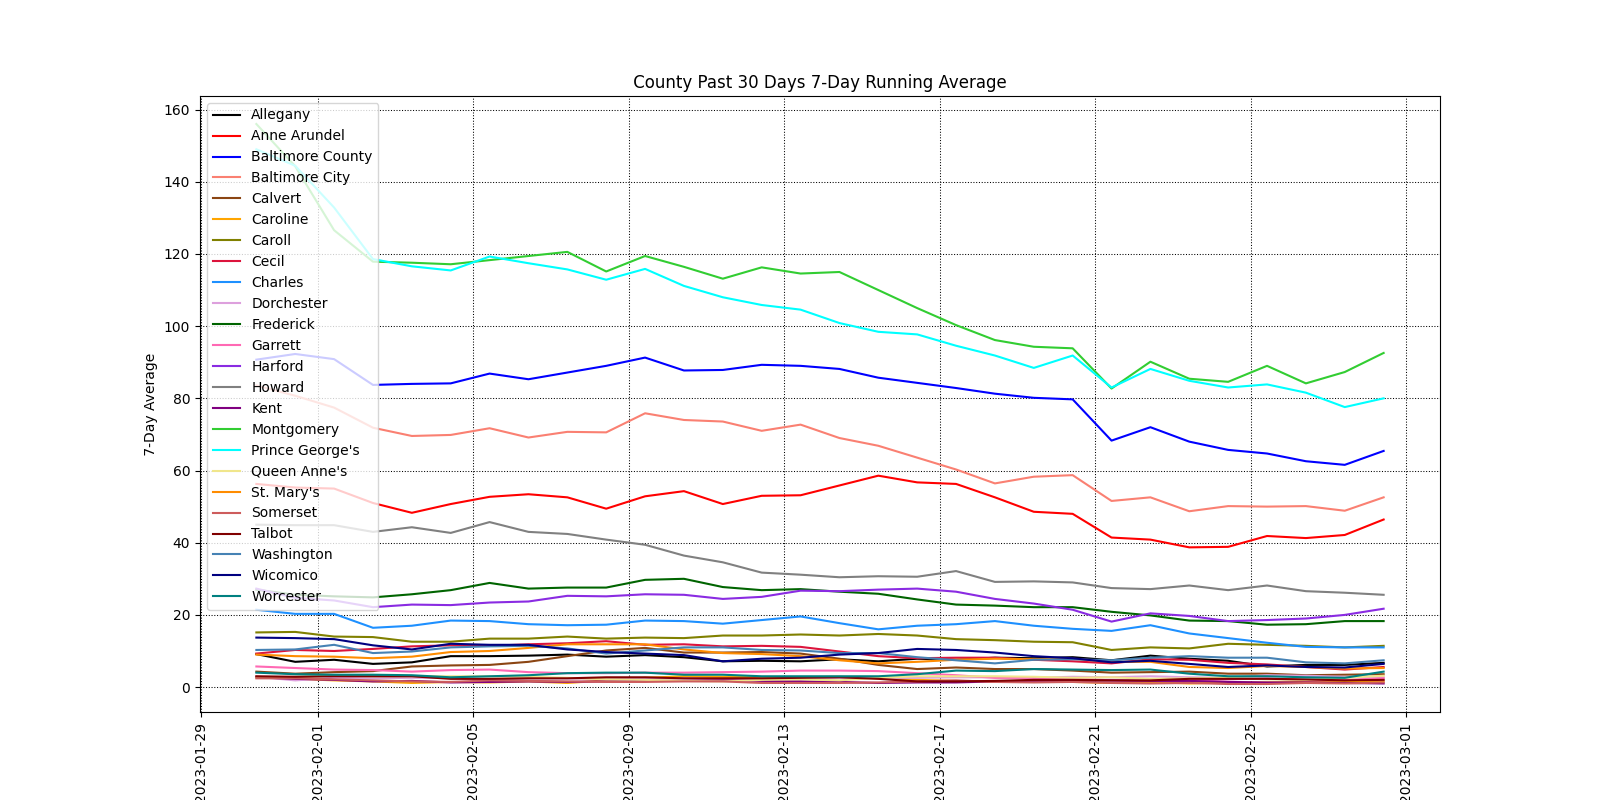 County Past 30 Days 7-Day Running Average
7-Day Average
160
140
120
100
80
60
40
20
0
Allegany
Anne Arundel
Baltimore County
Baltimore City
Calvert
Caroline
Caroll
Cecil
Charles
Dorchester
Frederick
Garrett
Harford
Howard
Kent
Montgomery
Prince George's
Queen Anne's
St. Mary's
Somerset
Talbot
Washington
Wicomico
Worcester
2023-01-29
2023-02-01
2023-02-05
2023-02-09
2023-02-13
2023-02-17
2023-02-21
2023-02-25
2023-03-01